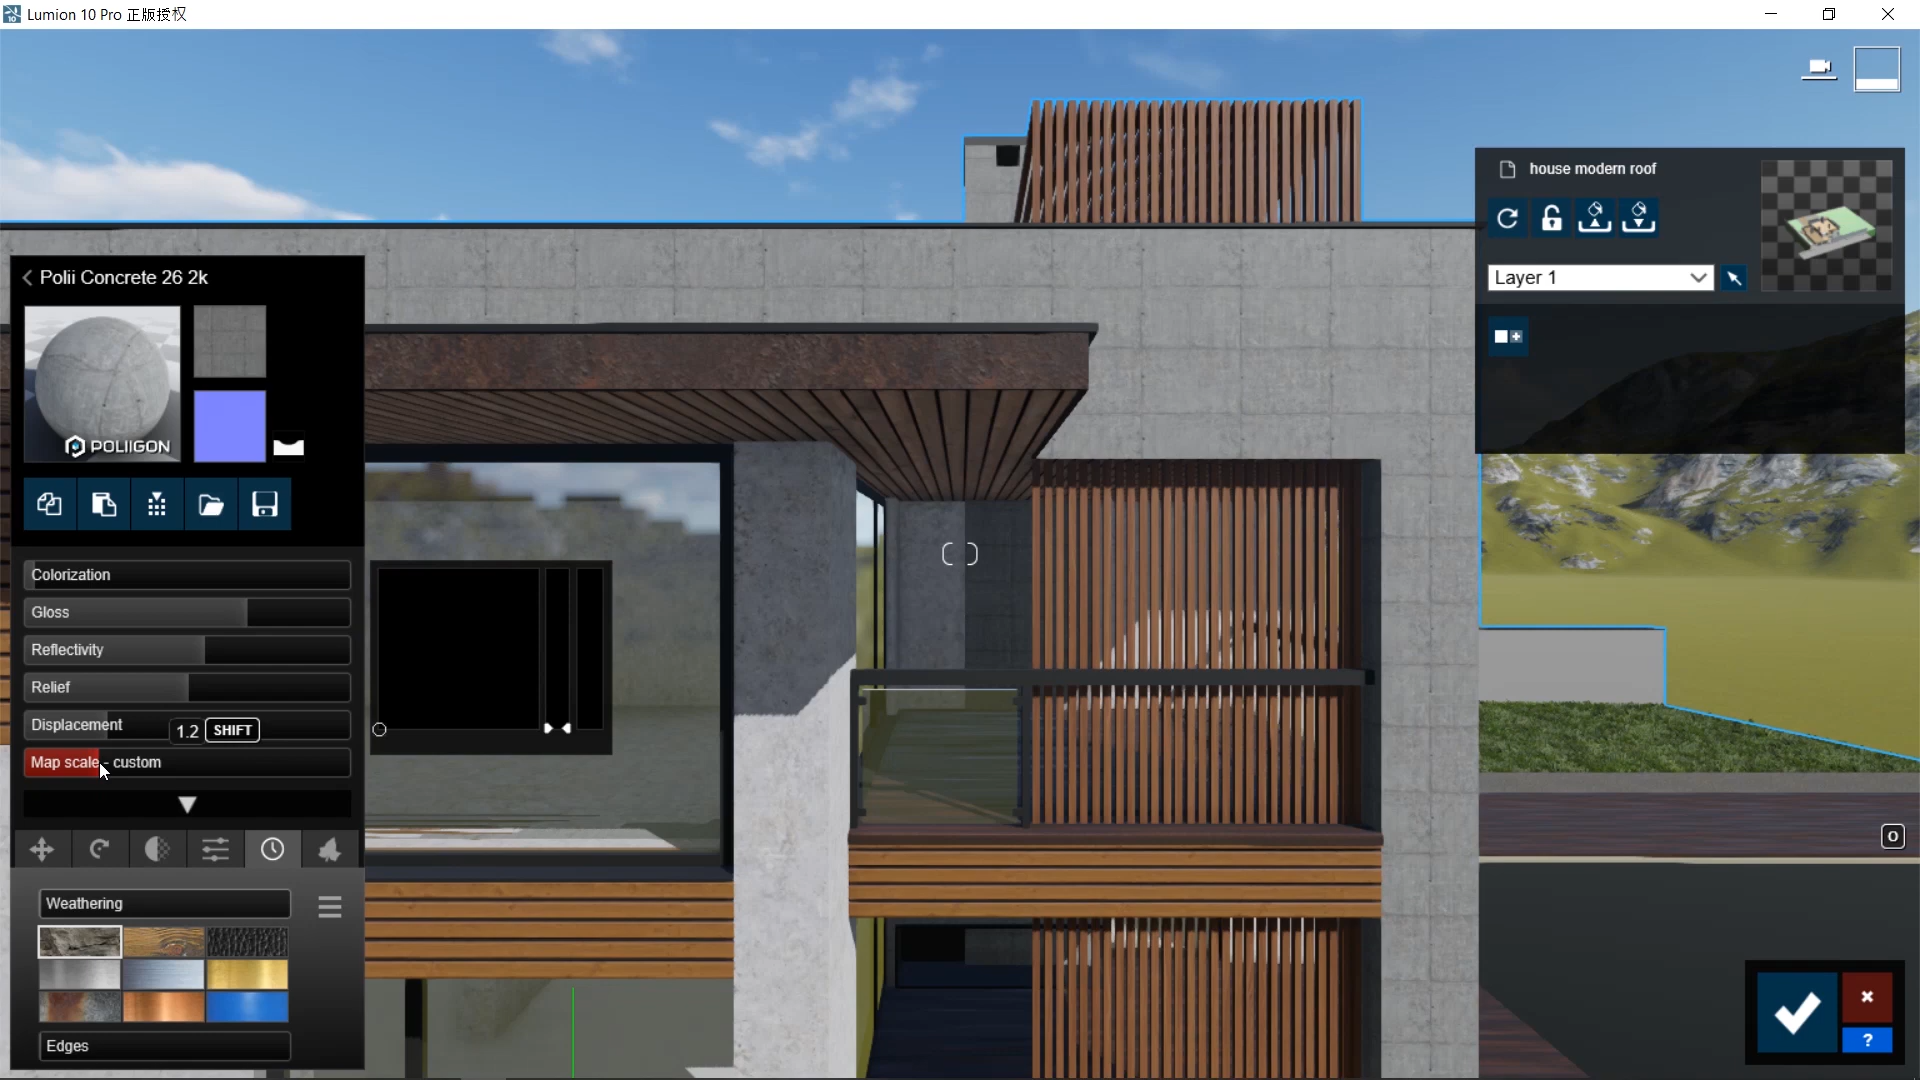 Lumion 10 Pro 正版授权
house modern roof
Layer 1
Polii Concrete 26 2k
POLIIGON
Colorization
Gloss
Reflectivity
Relief
Displacement
1.2 SHIFT
Map scale - custom
Weathering
Edges
O
?